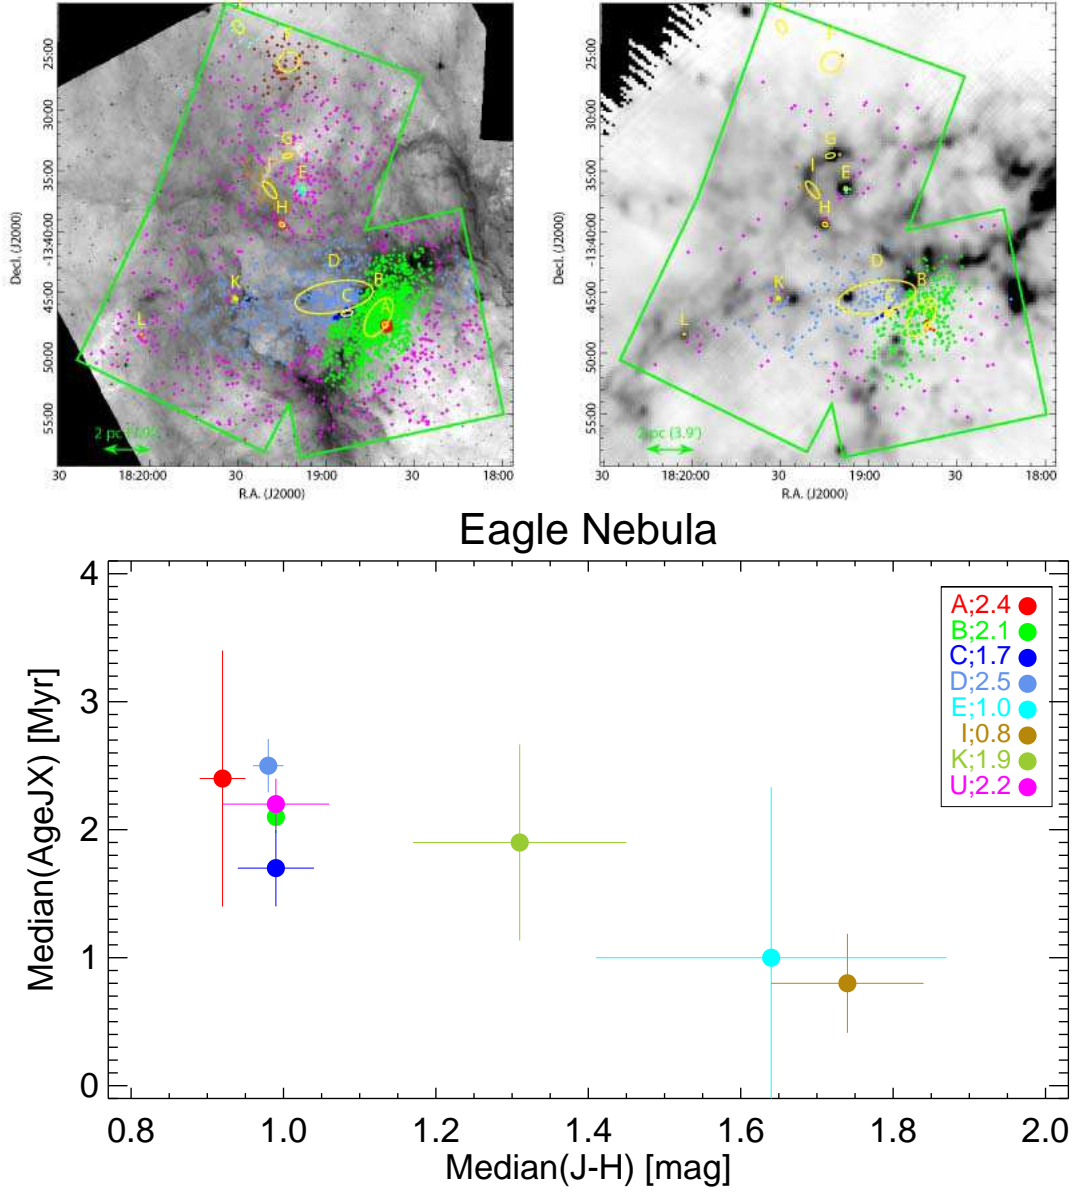 F
G
J
E
H
D
K
C
B
A
L
25:00
30:00
35:00
-13:40:00
45:00
50:00
55:00
Decl. (J2000)
30
18:20:00
30
19:00
30
18:00
R.A. (J2000)
F
G
I
E
H
D
K
B
L
2 pc (3.9')
25:00
30:00
35:00
-13:40:00
45:00
50:00
55:00
Decl. (J2000)
30
18:20:00
30
19:00
30
18:00
R.A. (J2000)
Eagle Nebula
4
3
2
1
0
Median(AgeJX) [Myr]
A;2.4
B;2.1
C;1.7
D;2.5
E;1.0
I;0.8
K;1.9
U;2.2
0.8 1.0 1.2 1.4 1.6 1.8 2.0
Median(J-H) [mag]